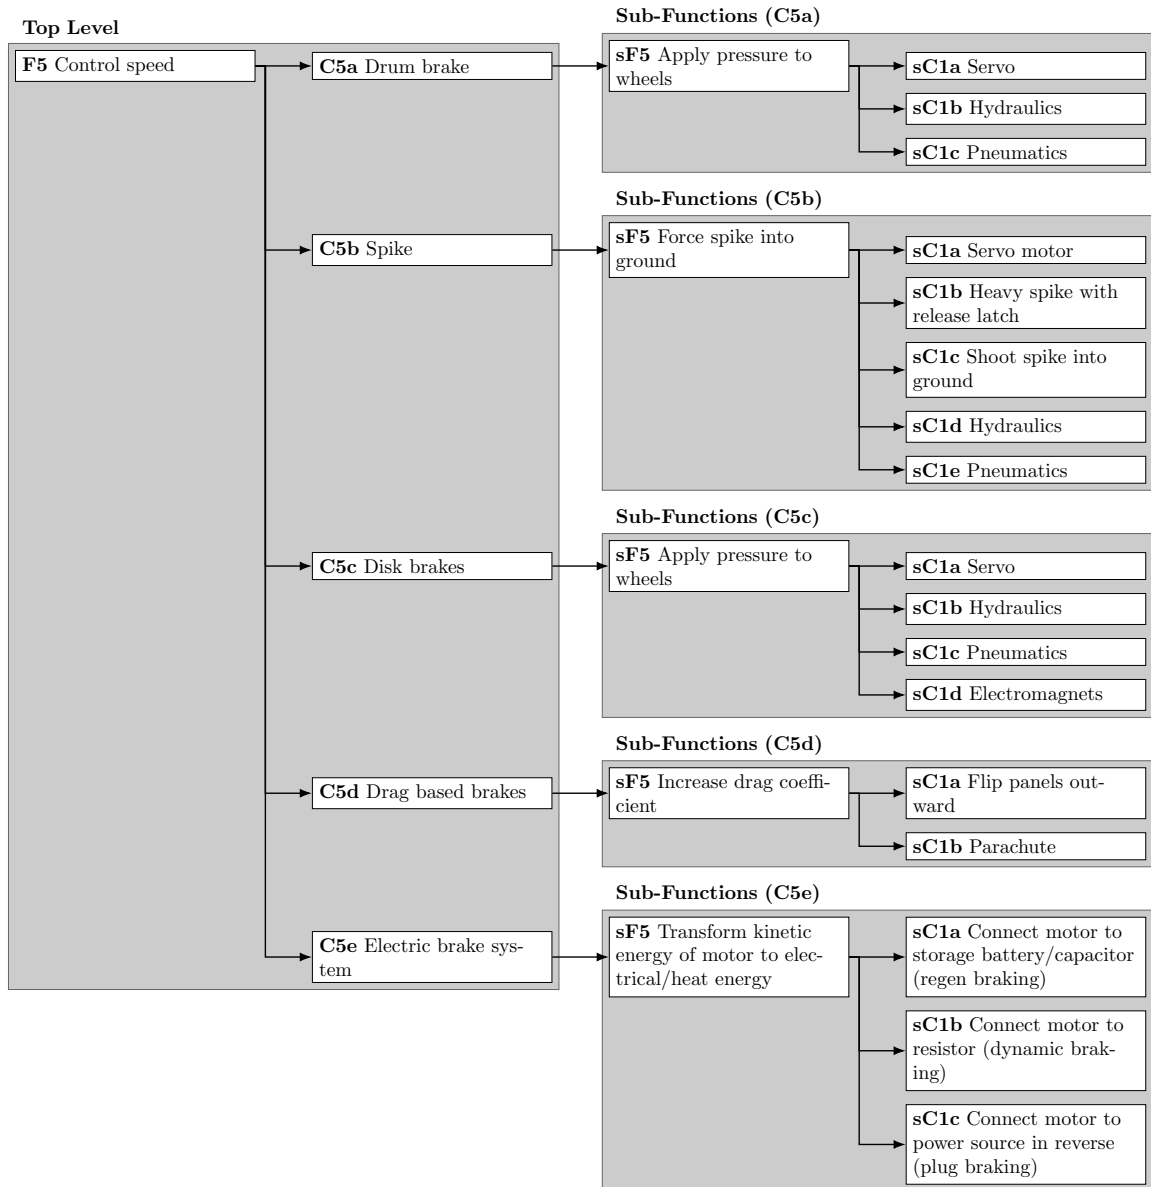 Top Level
F5 Control speed
C5a Drum brake
C5b Spike
C5c Disk brakes
C5d Drag based brakes
C5e Electric brake sys-
tem
Sub-Functions (C5a)
sF5 Apply pressure to
wheels
sC1a Servo
sC1b Hydraulics
sC1c Pneumatics
Sub-Functions (C5b)
sF5 Force spike into
ground
sC1a Servo motor
sC1b Heavy spike with
release latch
sC1c Shoot spike into
ground
sC1d Hydraulics
sC1e Pneumatics
Sub-Functions (C5c)
sF5 Apply pressure to
wheels
sC1a Servo
sC1b Hydraulics
sC1c Pneumatics
sC1d Electromagnets
Sub-Functions (C5d)
sF5 Increase drag coeffi-
cient
sC1a Flip panels out-
ward
sC1b Parachute
Sub-Functions (C5e)
sF5 Transform kinetic
energy of motor to elec-
trical/heat energy
sC1a Connect motor to
storage battery/capacitor
(regen braking)
sC1b Connect motor to
resistor (dynamic brak-
ing)
sC1c Connect motor to
power source in reverse
(plug braking)